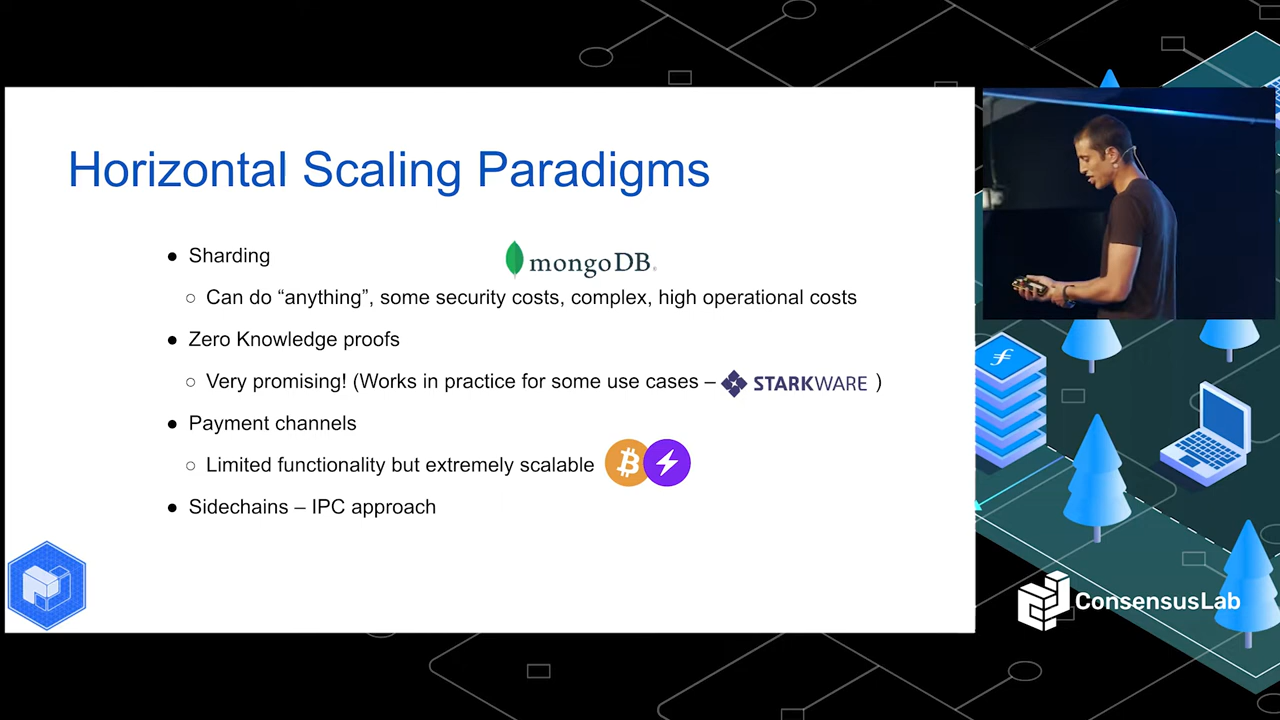 Horizontal Scaling Paradigms
● Sharding
mongoDB®
○ Can do “anything”, some security costs, complex, high operational costs
● Zero Knowledge proofs
○ Very promising! (Works in practice for some use cases – STARKWARE )
● Payment channels
○ Limited functionality but extremely scalable
● Sidechains – IPC approach
ConsensusLab